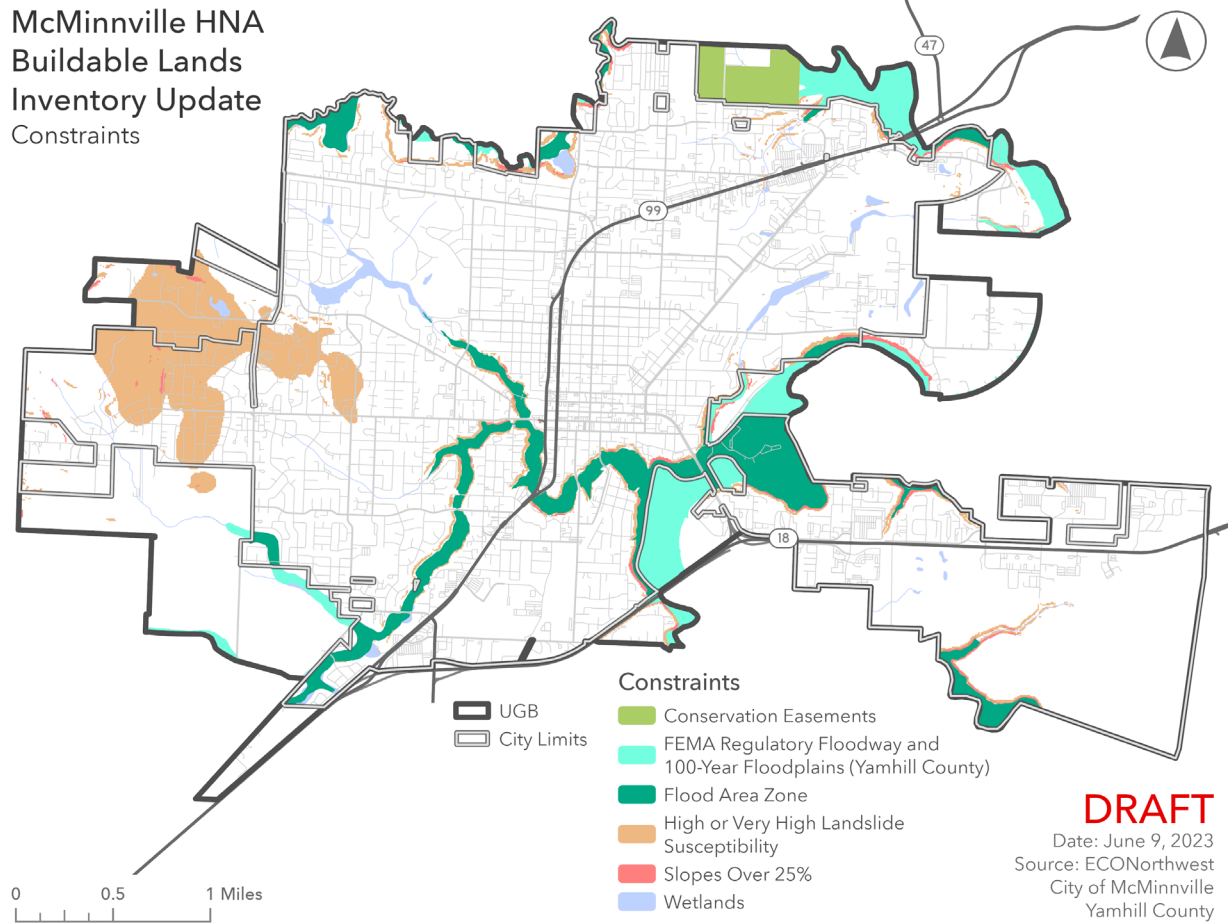 McMinnville HNA
Buildable Lands
Inventory Update
Constraints
47
99
18
UGB
City Limits
Constraints
Conservation Easements
FEMA Regulatory Floodway and
100-Year Floodplains (Yamhill County)
Flood Area Zone
High or Very High Landslide
Susceptibility
Slopes Over 25%
Wetlands
DRAFT
Date: June 9, 2023
Source: ECONorthwest
City of McMinnville
Yamhill County
0 0.5 1 Miles